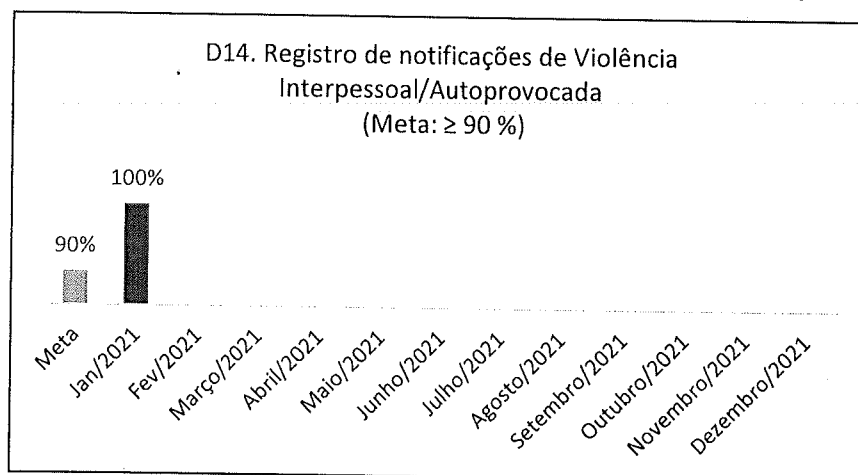 D14. Registro de notificações de Violência
Interpessoal/Autoprovocada
(Meta: ≥ 90 %)
100%
90%
Meta
Jan/2021
Fev/2021
Março/2021
Abril/2021
Maio/2021
Junho/2021
Julho/2021
Agosto/2021
Setembro/2021
Outubro/2021
Novembro/2021
Dezembro/2021